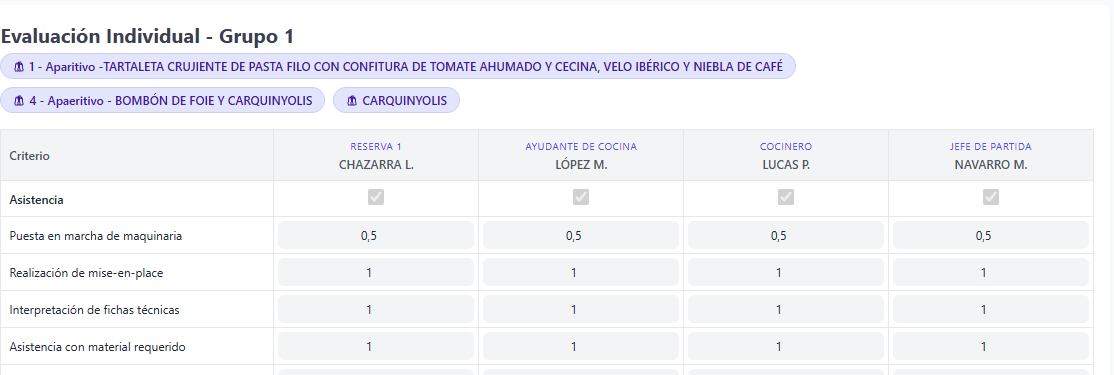 Evaluación Individual - Grupo 1
1 - Aparitivo -TARTALETA CRUJIENTE DE PASTA FILO CON CONFITURA DE TOMATE AHUMADO Y CECINA, VELO IBÉRICO Y NIEBLA DE CAFÉ
4 - Apaeritivo - BOMBÓN DE FOIE Y CARQUINYOLIS CARQUINYOLIS
Criterio RESERVA 1 CHAZARRA L. AYUDANTE DE COCINA LÓPEZ M. COCINERO LUCAS P. JEFE DE PARTIDA NAVARRO M.
Asistencia
Puesta en marcha de maquinaria 0,5 0,5 0,5 0,5
Realización de mise-en-place 1 1 1 1
Interpretación de fichas técnicas 1 1 1 1
Asistencia con material requerido 1 1 1 1